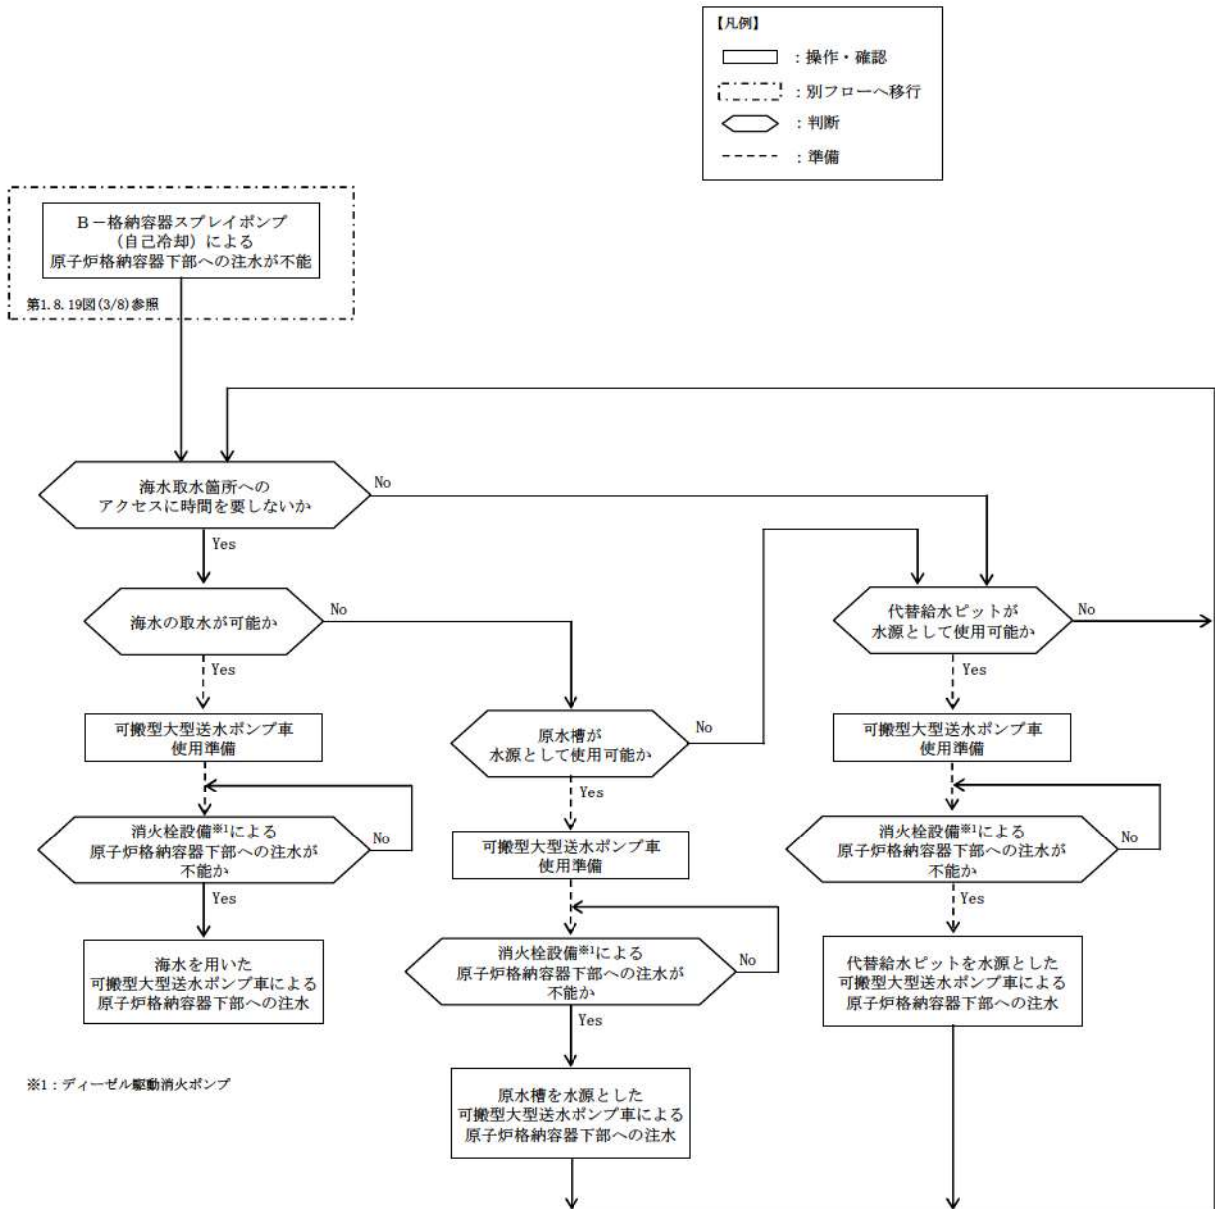 【凡例】
：操作・確認
：別フローへ移行
：判断
：準備
B－格納容器スプレイポンプ
（自己冷却）による
原子炉格納容器下部への注水が不能
第1.8.19図(3/8)参照
海水取水箇所への
アクセスに時間を要しないか
No
Yes
海水の取水が可能か
No
Yes
可搬型大型送水ポンプ車
使用準備
消火栓設備※1による
原子炉格納容器下部への注水が
不能か
No
Yes
海水を用いた
可搬型大型送水ポンプ車による
原子炉格納容器下部への注水
原水槽が
水源として使用可能か
No
Yes
可搬型大型送水ポンプ車
使用準備
消火栓設備※1による
原子炉格納容器下部への注水が
不能か
No
Yes
原水槽を水源とした
可搬型大型送水ポンプ車による
原子炉格納容器下部への注水
代替給水ピットが
水源として使用可能か
No
Yes
可搬型大型送水ポンプ車
使用準備
消火栓設備※1による
原子炉格納容器下部への注水が
不能か
No
Yes
代替給水ピットを水源とした
可搬型大型送水ポンプ車による
原子炉格納容器下部への注水
※1：ディーゼル駆動消火ポンプ